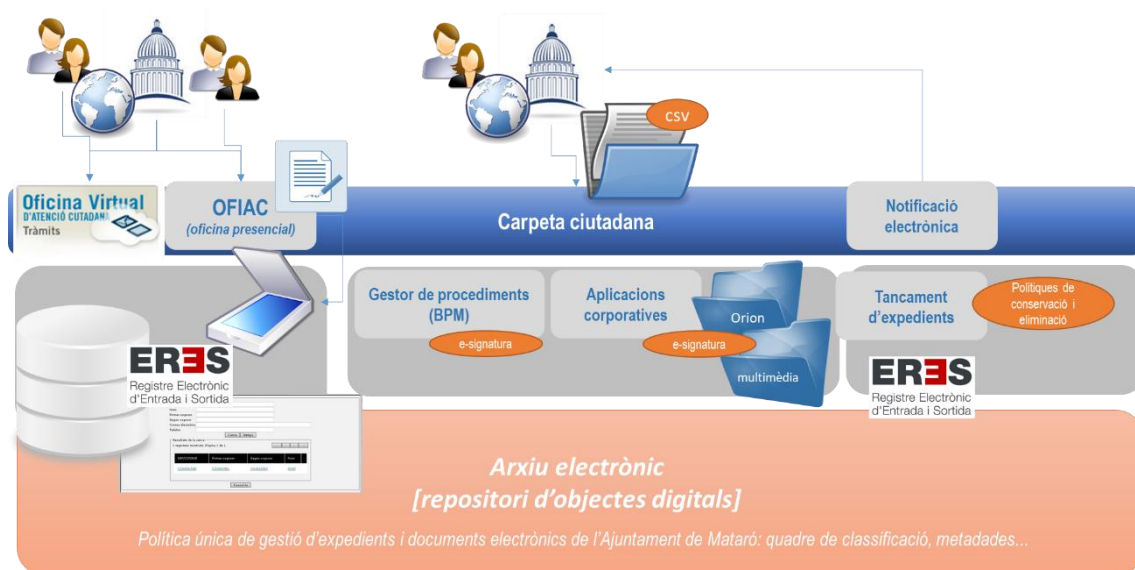 CSV
Oficina Virtual
D'ATENCIÓ CUTADANA
Tràmits
OFIAC
(oficina presencial)
Carpeta ciutadana
Notificació
electrònica
Gestor de procediments
(BPM)
e-signatura
Aplicacions
corporatives
e-signatura
Orion
multimèdia
Tancament
d'expedients
Polítiques de
conservació i
eliminació
ERES
Registre Electrònic
d'Entrada i Sortida
ERES
Registre Electrònic
d'Entrada i Sortida
Arxiu electrònic
[repositori d'objectes digitals]
Política única de gestió d'expedients i documents electrònics de l'Ajuntament de Mataró: quadre de classificació, metadades...